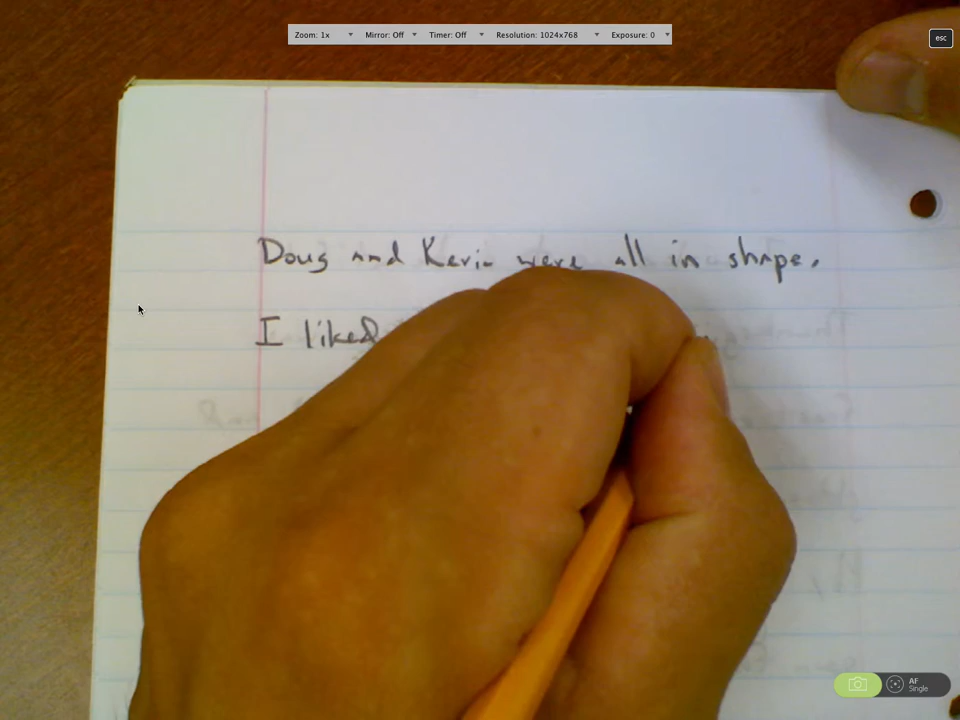 Zoom: 1x Mirror: Off Timer: Off Resolution: 1024x768 Exposure: 0
esc
Doug and Kevin were all in shape.
I liked
AF
Single